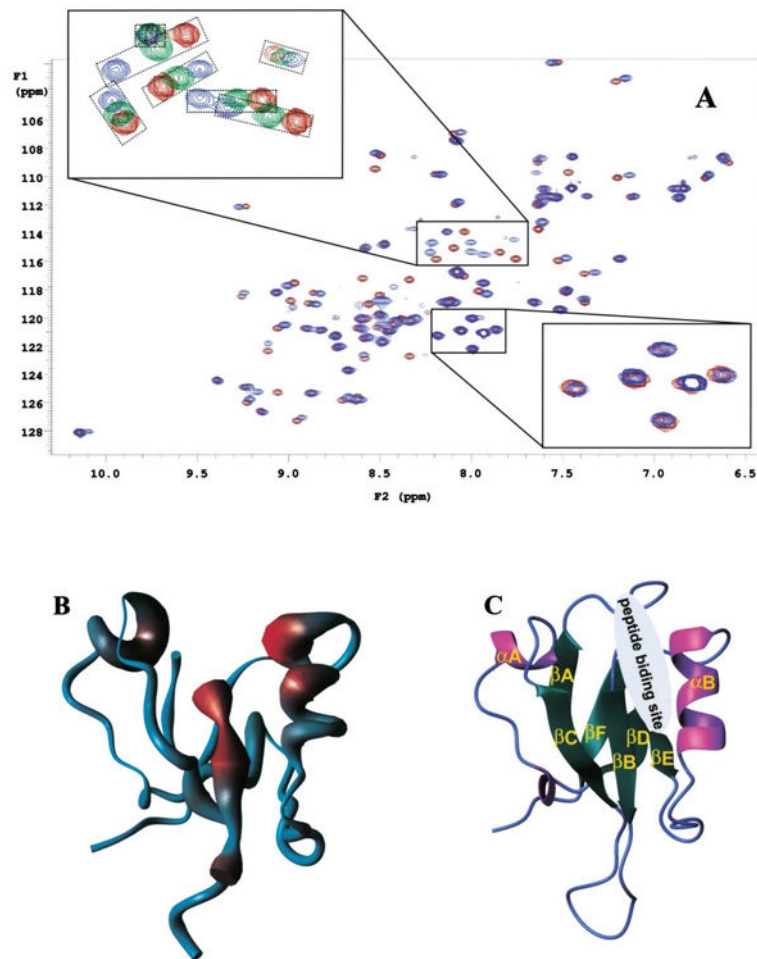 F1
(ppm)
A
106
108
110
112
114
116
118
120
122
124
126
128
10.0 9.5 9.0 8.5 8.0 7.5 7.0 6.5
F2 (ppm)
B
C
peptide biding site
αA
βA
αB
βC
βF
βD
βB
βE